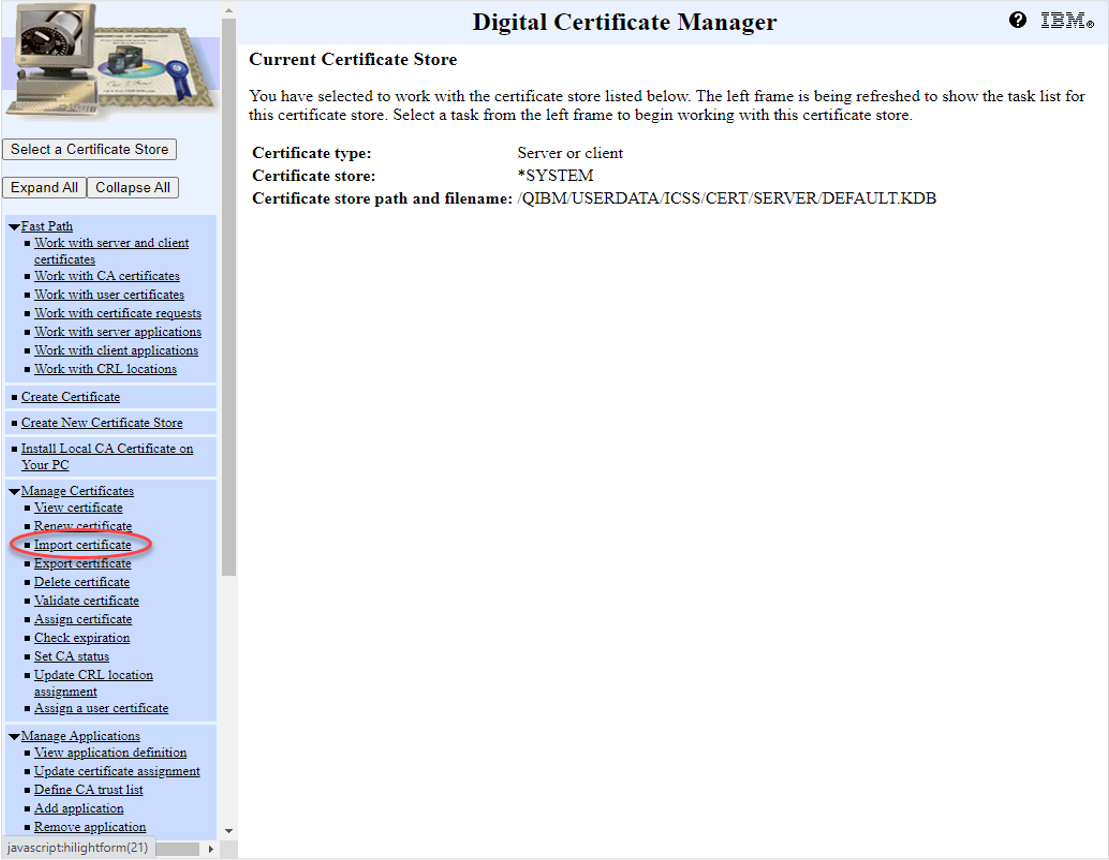 Digital Certificate Manager
? IBM®
Current Certificate Store
You have selected to work with the certificate store listed below. The left frame is being refreshed to show the task list for
this certificate store. Select a task from the left frame to begin working with this certificate store.
Certificate type: Server or client
Certificate store: *SYSTEM
Certificate store path and filename: /QIBM/USERDATA/ICSS/CERT/SERVER/DEFAULT.KDB
Select a Certificate Store
Expand All Collapse All
Fast Path
Work with server and client
certificates
Work with CA certificates
Work with user certificates
Work with certificate requests
Work with server applications
Work with client applications
Work with CRL locations
Create Certificate
Create New Certificate Store
Install Local CA Certificate on
Your PC
Manage Certificates
View certificate
Renew certificate
Import certificate
Export certificate
Delete certificate
Validate certificate
Assign certificate
Check expiration
Set CA status
Update CRL location
assignment
Assign a user certificate
Manage Applications
View application definition
Update certificate assignment
Define CA trust list
Add application
Remove application
javascript:hilightform(21)